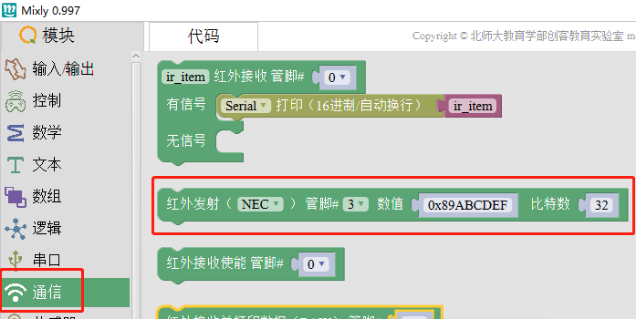 Mixly 0.997
模块
代码
Copyright © 北师大教育学部创客教育实验室 m
输入/输出
控制
数学
文本
数组
逻辑
串口
通信
ir_item 红外接收 管脚# 0
有信号 Serial 打印（16进制/自动换行） ir_item
无信号
红外发射（ NEC ）管脚# 3 数值 0x89ABCDEF 比特数 32
红外接收使能 管脚# 0